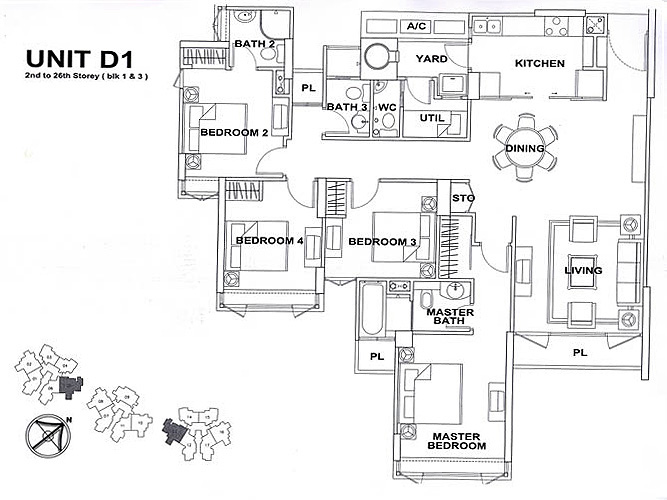 UNIT D1
2nd to 26th Storey ( blk 1 & 3 )
BATH 2
A/C
YARD
KITCHEN
PL
BATH 3
WC
UTIL
BEDROOM 2
DINING
STO
BEDROOM 4
BEDROOM 3
LIVING
MASTER
BATH
PL
PL
MASTER
BEDROOM
N